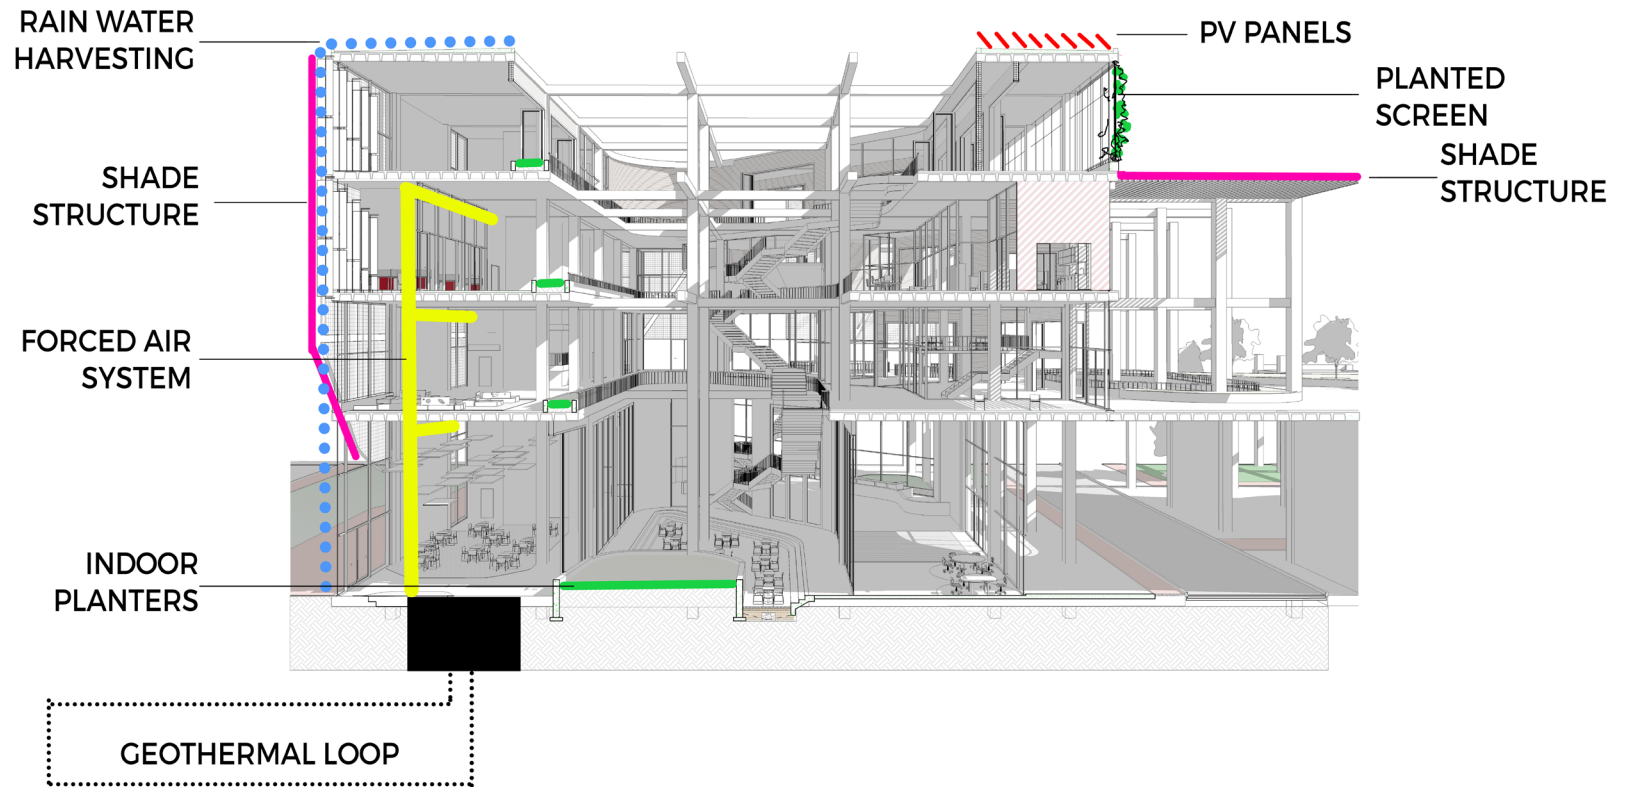 RAIN WATER
HARVESTING
PV PANELS
PLANTED
SCREEN
SHADE
STRUCTURE
SHADE
STRUCTURE
FORCED AIR
SYSTEM
INDOOR
PLANTERS
GEOTHERMAL LOOP